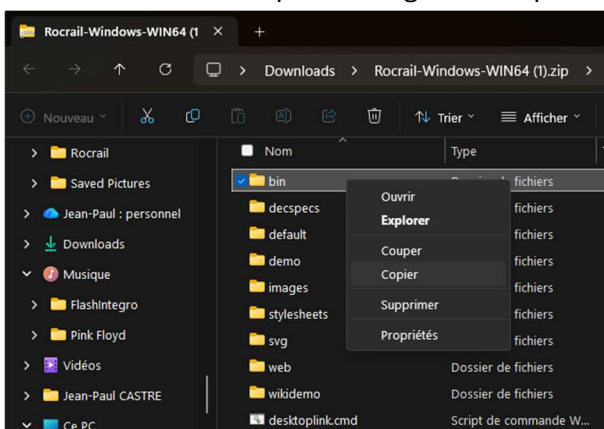 Rocrail-Windows-WIN64 (1
Downloads > Rocrail-Windows-WIN64 (1).zip >
Nouveau Trier Afficher
Nom Type
Rocrail
Saved Pictures
Jean-Paul : personnel
Downloads
Musique
FlashIntegro
Pink Floyd
Vidéos
Jean-Paul CASTRE
Ce PC
bin fichiers
decspecs fichiers
default fichiers
demo fichiers
images fichiers
stylesheets fichiers
svg fichiers
web Dossier de fichiers
wikidemo Dossier de fichiers
desktoplink.cmd Script de commande W...
Ouvrir
Explorer
Couper
Copier
Supprimer
Propriétés